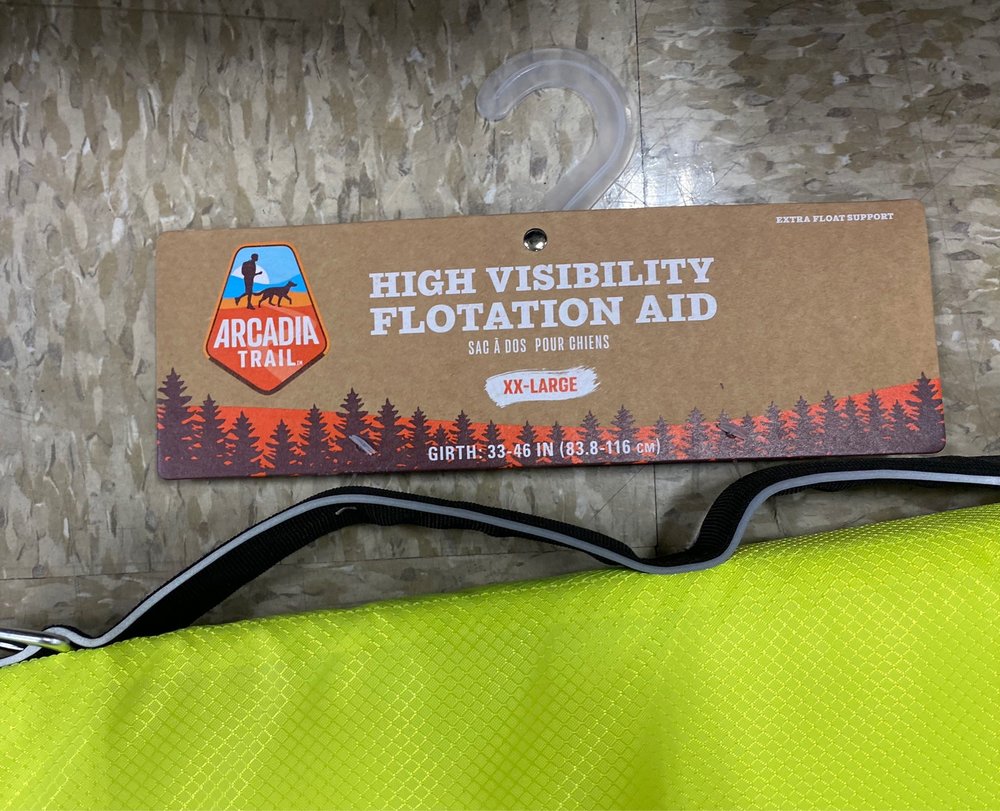 EXTRA FLOAT SUPPORT
ARCADIA
TRAIL™
HIGH VISIBILITY
FLOTATION AID
SAC À DOS POUR CHIENS
XX-LARGE
GIRTH: 33-46 IN (83.8-116 CM)